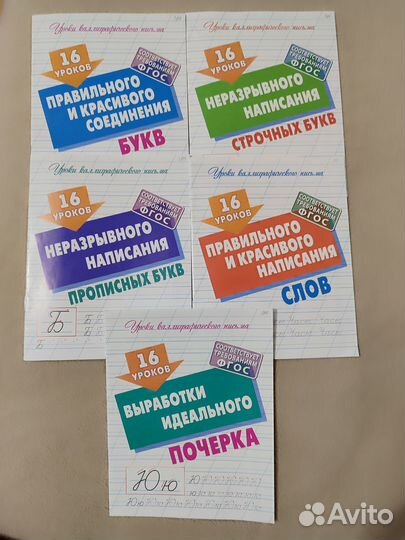 Уроки каллиграфического письма
16
УРОКОВ
СООТВЕТСТВУЕТ
ТРЕБОВАНИЯМ
ФГОС
ПРАВИЛЬНОГО
И КРАСИВОГО
СОЕДИНЕНИЯ
БУКВ
Уроки каллиграфического письма
16
УРОКОВ
СООТВЕТСТВУЕТ
ТРЕБОВАНИЯМ
ФГОС
НЕРАЗРЫВНОГО
НАПИСАНИЯ
СТРОЧНЫХ БУКВ
Уроки каллиграфического письма
16
УРОКОВ
СООТВЕТСТВУЕТ
ТРЕБОВАНИЯМ
ФГОС
НЕРАЗРЫВНОГО
НАПИСАНИЯ
ПРОПИСНЫХ БУКВ
Б
Б
Уроки каллиграфического письма
16
УРОКОВ
СООТВЕТСТВУЕТ
ТРЕБОВАНИЯМ
ФГОС
ПРАВИЛЬНОГО
И КРАСИВОГО
НАПИСАНИЯ
СЛОВ
Уроки каллиграфического письма
16
УРОКОВ
СООТВЕТСТВУЕТ
ТРЕБОВАНИЯМ
ФГОС
ВЫРАБОТКИ
ИДЕАЛЬНОГО
ПОЧЕРКА
Юю
Avito